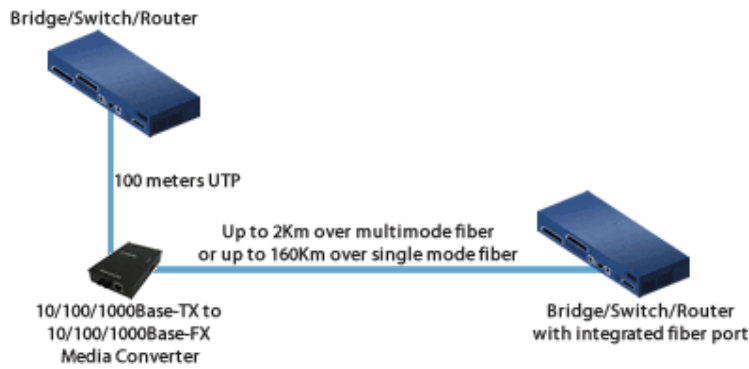 Bridge/Switch/Router
100 meters UTP
Up to 2Km over multimode fiber
or up to 160Km over single mode fiber
10/100/1000Base-TX to
10/100/1000Base-FX
Media Converter
Bridge/Switch/Router
with integrated fiber port